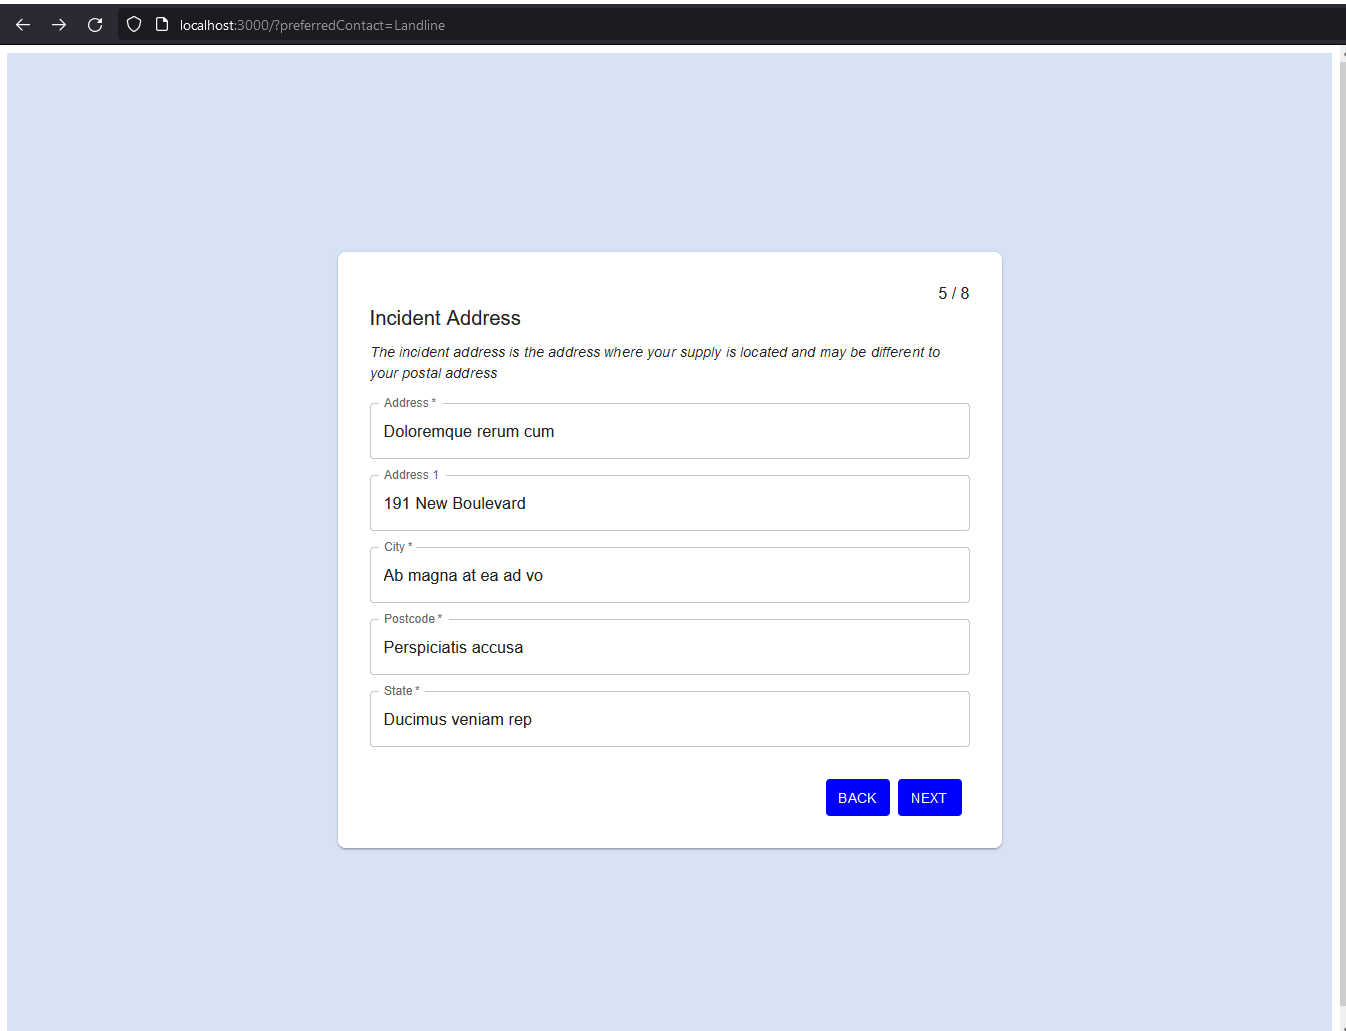 localhost:3000/?preferredContact=Landline
5 / 8
Incident Address
The incident address is the address where your supply is located and may be different to
your postal address
Address *
Doloremque rerum cum
Address 1
191 New Boulevard
City *
Ab magna at ea ad vo
Postcode *
Perspiciatis accusa
State *
Ducimus veniam rep
BACK NEXT